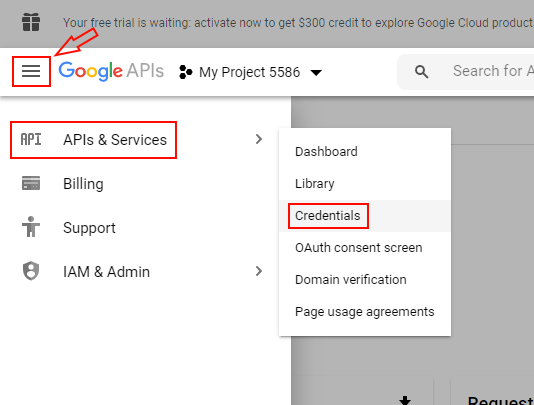 Your free trial is waiting: activate now to get $300 credit to explore Google Cloud product
Google APIs
My Project 5586
Search for A
API
APIs & Services
Billing
Support
IAM & Admin
Dashboard
Library
Credentials
OAuth consent screen
Domain verification
Page usage agreements
Request